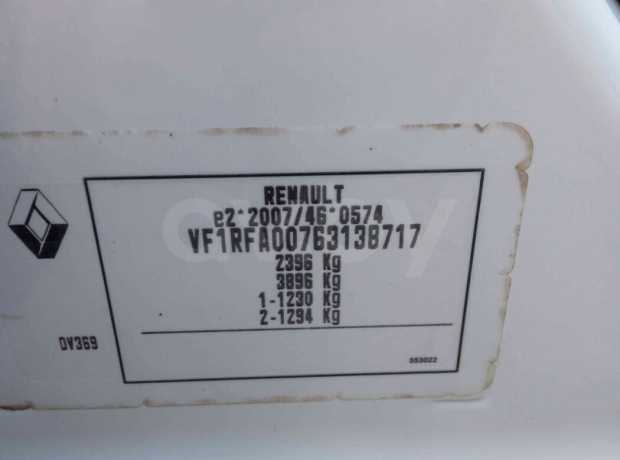 RENAULT
e2*2007/46*0574
VF1RFA00763138717
2396 Kg
3896 Kg
1-1230 Kg
2-1294 Kg
OV369
553022